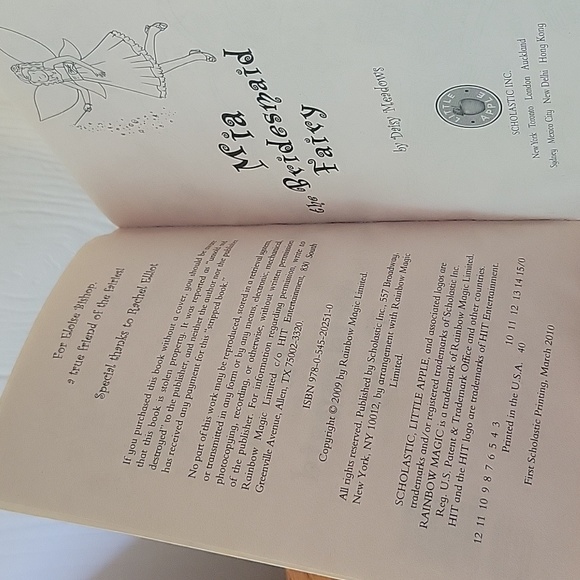 For Eloise Bishop,
a true friend of the fairies!
Special thanks to Rachel Elliot
If you purchased this book without a cover, you should be aware
that this book is stolen property. It was reported as "unsold and
destroyed" to the publisher, and neither the author nor the publisher
has received any payment for this "stripped book."
No part of this work may be reproduced, stored in a retrieval system,
or transmitted in any form or by any means, electronic, mechanical,
photocopying, recording, or otherwise, without written permission
of the publisher. For information regarding permission, write to
Rainbow Magic Limited, c/o HIT Entertainment, 830 South
Greenville Avenue, Allen, TX 75002-3320
ISBN 978-0-545-20251-0
Copyright © 2009 by Rainbow Magic Limited.
All rights reserved. Published by Scholastic Inc., 557 Broadway,
New York, NY 10012, by arrangement with Rainbow Magic
Limited.
SCHOLASTIC, LITTLE APPLE, and associated logos are
trademarks and/or registered trademarks of Scholastic Inc
RAINBOW MAGIC is a trademark of Rainbow Magic Limited.
Reg. U.S. Patent & Trademark Office and other countries
HIT and the HIT logo are trademarks of HIT Entertainment.
12 11 10 9 8 7 6 5 4 3 10 11 12 13 14 15/0
Printed in the U.S.A. 40
First Scholastic Printing, March 2010
Mia
the Bridesmaid
Fairy
by Daisy Meadows
LITTLE APPLE
SCHOLASTIC INC.
New York Toronto London Auckland
Sydney Mexico City New Delhi Hong Kong